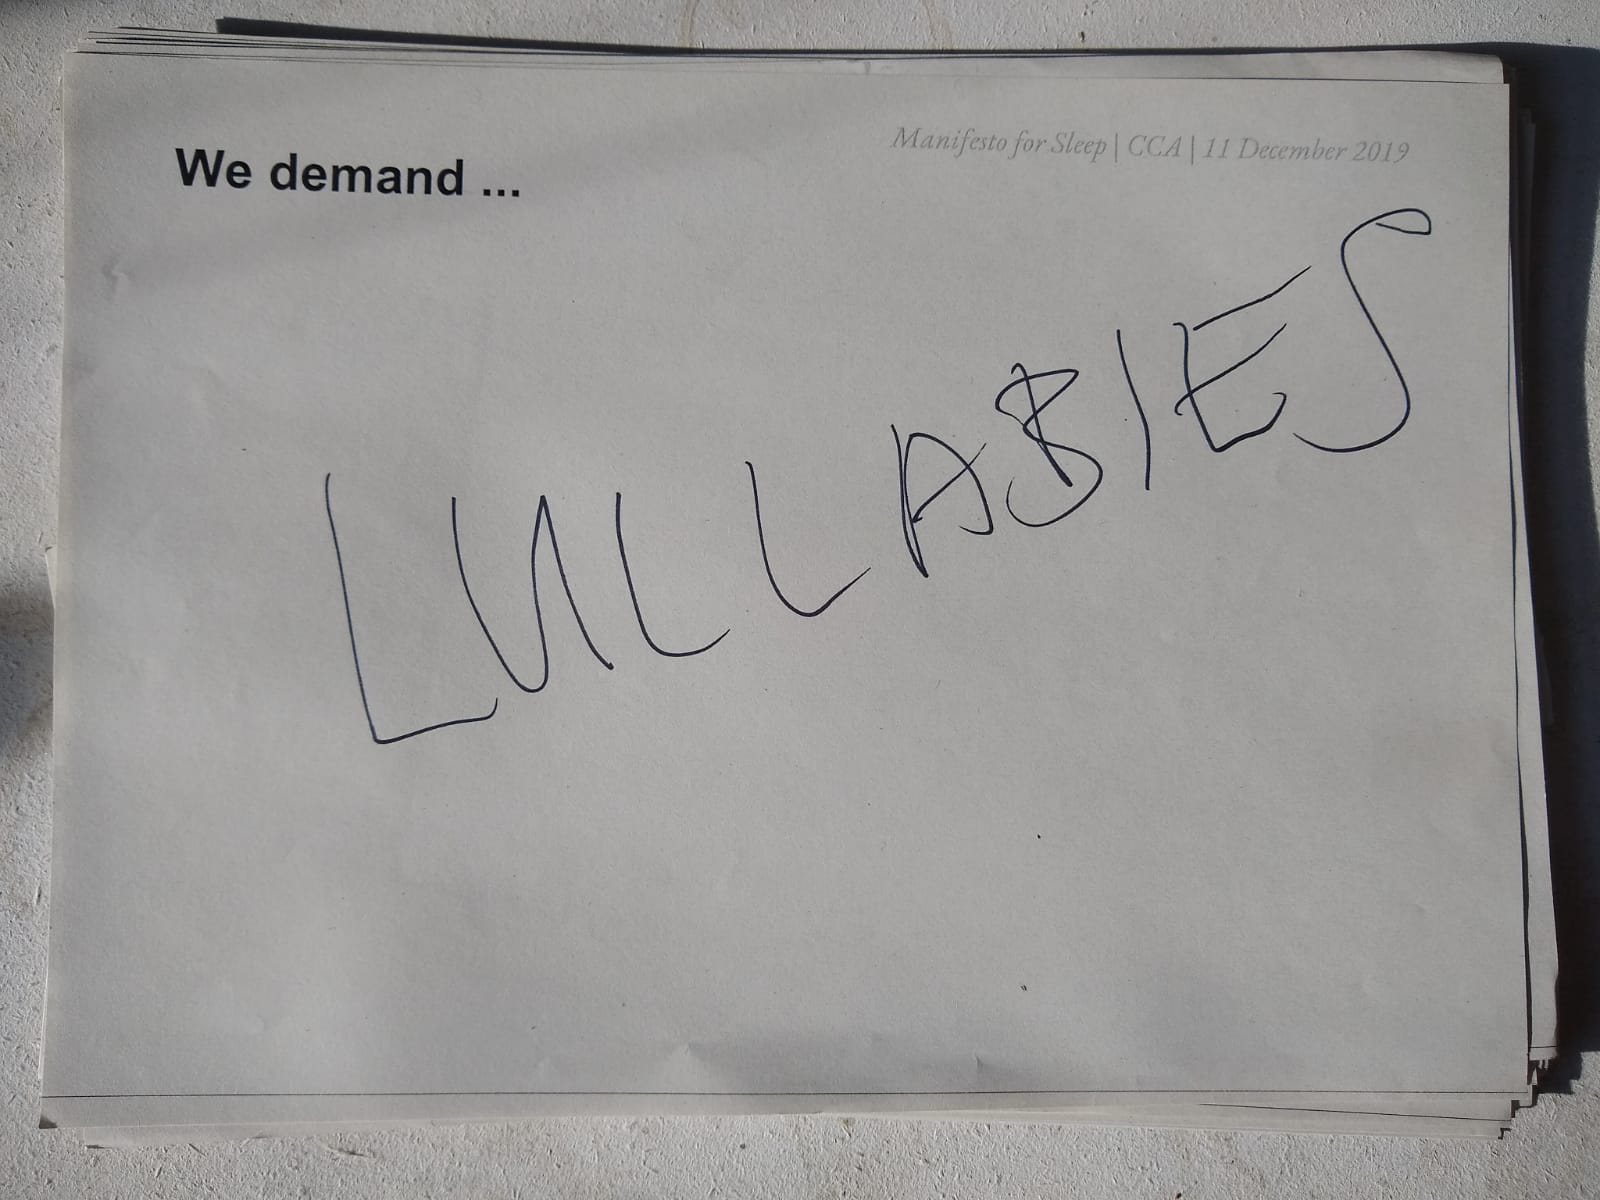 Manifesto for Sleep | CCA | 11 December 2019
We demand ...
LULLABIES